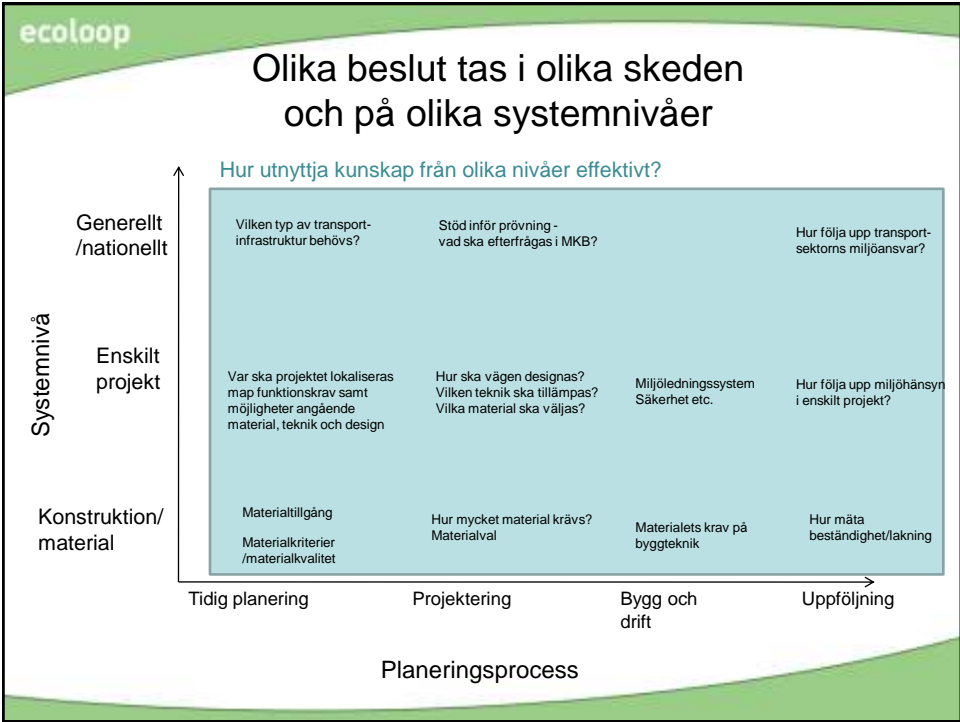 ecoloop
Olika beslut tas i olika skeden
och på olika systemnivåer
Hur utnyttja kunskap från olika nivåer effektivt?
Systemnivå
Generellt
/nationellt
Vilken typ av transport-
infrastruktur behövs?
Stöd inför prövning -
vad ska efterfrågas i MKB?
Hur följa upp transport-
sektorns miljöansvar?
Enskilt
projekt
Var ska projektet lokaliseras
map funktionskrav samt
möjligheter angående
material, teknik och design
Hur ska vägen designas?
Vilken teknik ska tillämpas?
Vilka material ska väljas?
Miljöledningssystem
Säkerhet etc.
Hur följa upp miljöhänsyn
i enskilt projekt?
Konstruktion/
material
Materialtillgång
Materialkriterier
/materialkvalitet
Hur mycket material krävs?
Materialval
Materialets krav på
byggteknik
Hur mäta
beständighet/lakning
Tidig planering
Projektering
Bygg och
drift
Uppföljning
Planeringsprocess